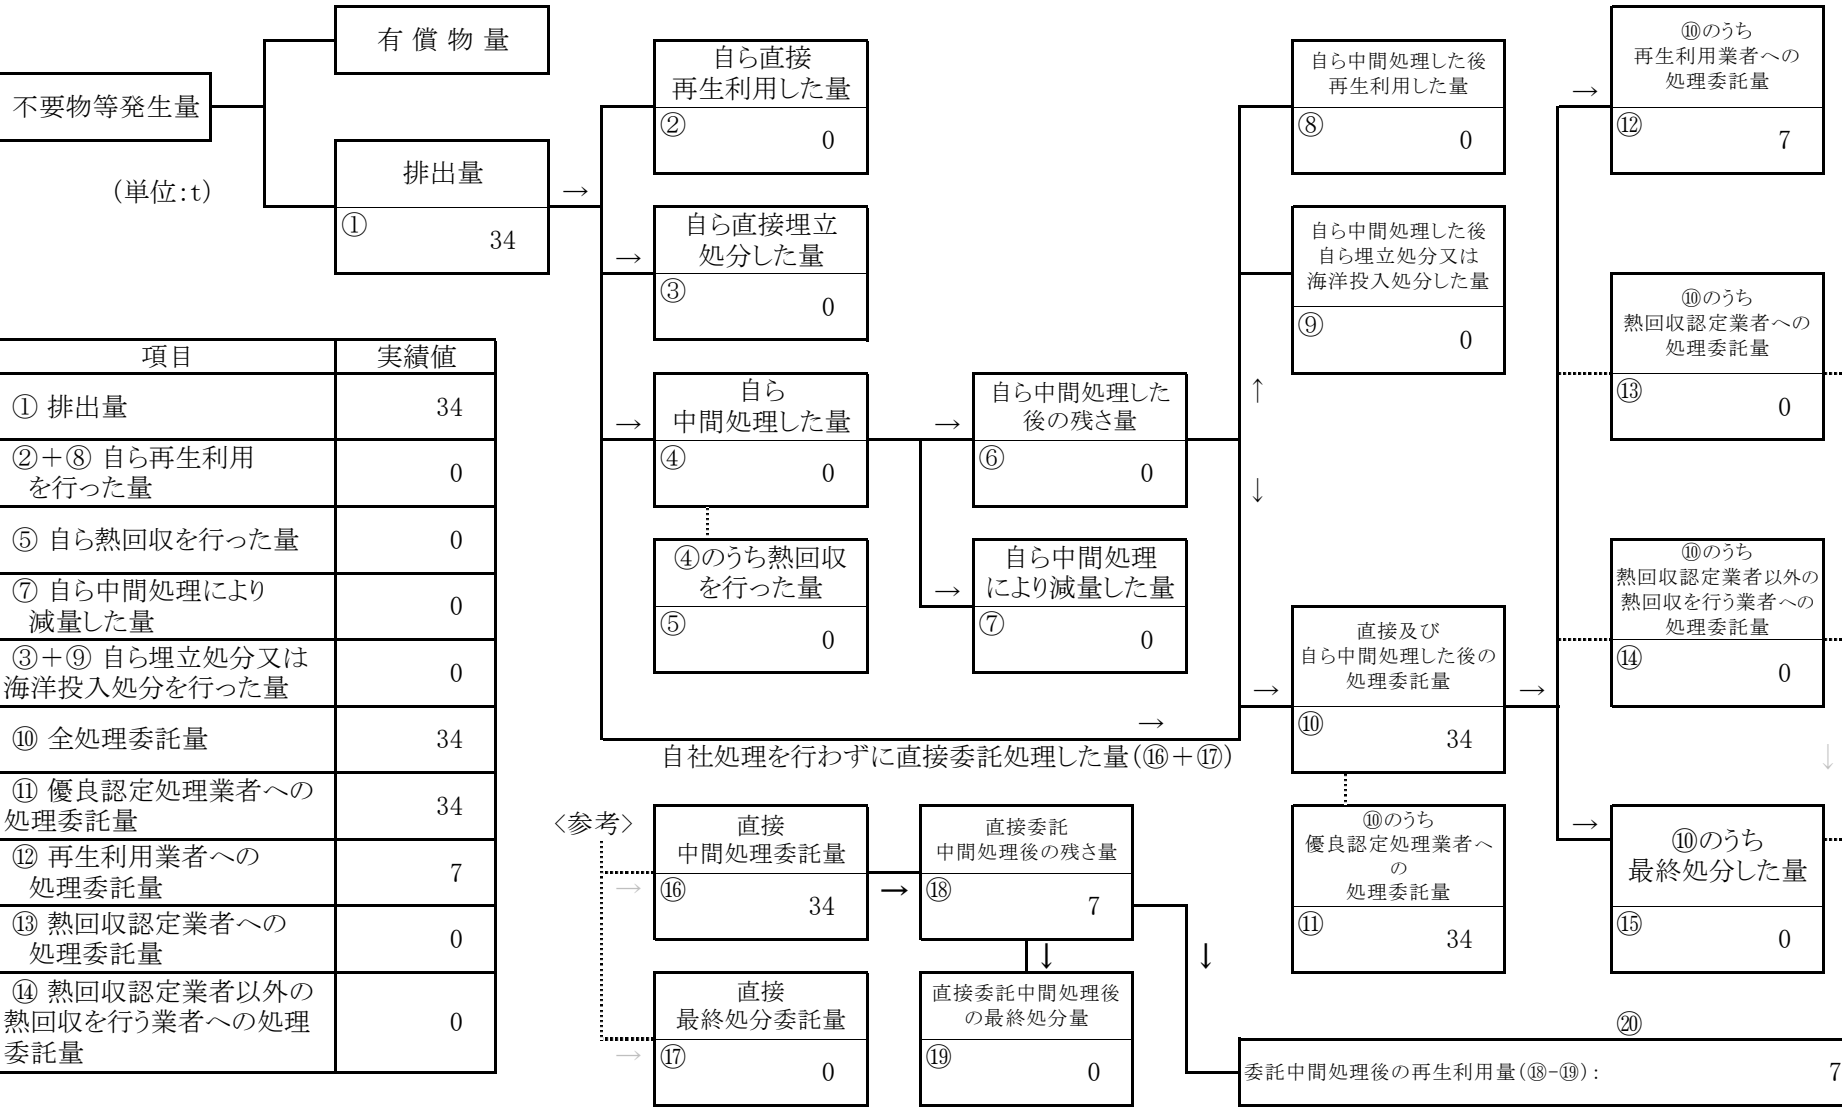 有 償 物 量
不要物等発生量
(単位:t)
排出量
①
34
→
自ら直接
再生利用した量
②
0
→
自ら直接埋立
処分した量
③
0
→
自ら
中間処理した量
④
0
④のうち熱回収
を行った量
⑤
0
→
自ら中間処理した
後の残さ量
⑥
0
→
自ら中間処理
により減量した量
⑦
0
自ら中間処理した後
再生利用した量
⑧
0
自ら中間処理した後
自ら埋立処分又は
海洋投入処分した量
⑨
0
↑
↓
→
自社処理を行わずに直接委託処理した量(⑯+⑰)
→
直接及び
自ら中間処理した後の
処理委託量
⑩
34
⑩のうち
優良認定処理業者へ
の
処理委託量
⑪
34
→
→
⑩のうち
再生利用業者への
処理委託量
⑫
7
⑩のうち
熱回収認定業者への
処理委託量
⑬
0
⑩のうち
熱回収認定業者以外の
熱回収を行う業者への
処理委託量
⑭
0
↓
→
⑩のうち
最終処分した量
⑮
0
項目 実績値
① 排出量 34
②+⑧ 自ら再生利用
を行った量 0
⑤ 自ら熱回収を行った量 0
⑦ 自ら中間処理により
減量した量 0
③+⑨ 自ら埋立処分又は
海洋投入処分を行った量 0
⑩ 全処理委託量 34
⑪ 優良認定処理業者への
処理委託量 34
⑫ 再生利用業者への
処理委託量 7
⑬ 熱回収認定業者への
処理委託量 0
⑭ 熱回収認定業者以外の
熱回収を行う業者への処理
委託量 0
<参考>
→
直接
中間処理委託量
⑯
34
→
直接委託
中間処理後の残さ量
⑱
7
↓
↓
→
直接
最終処分委託量
⑰
0
直接委託中間処理後
の最終処分量
⑲
0
⑳
委託中間処理後の再生利用量(⑱-⑲): 7